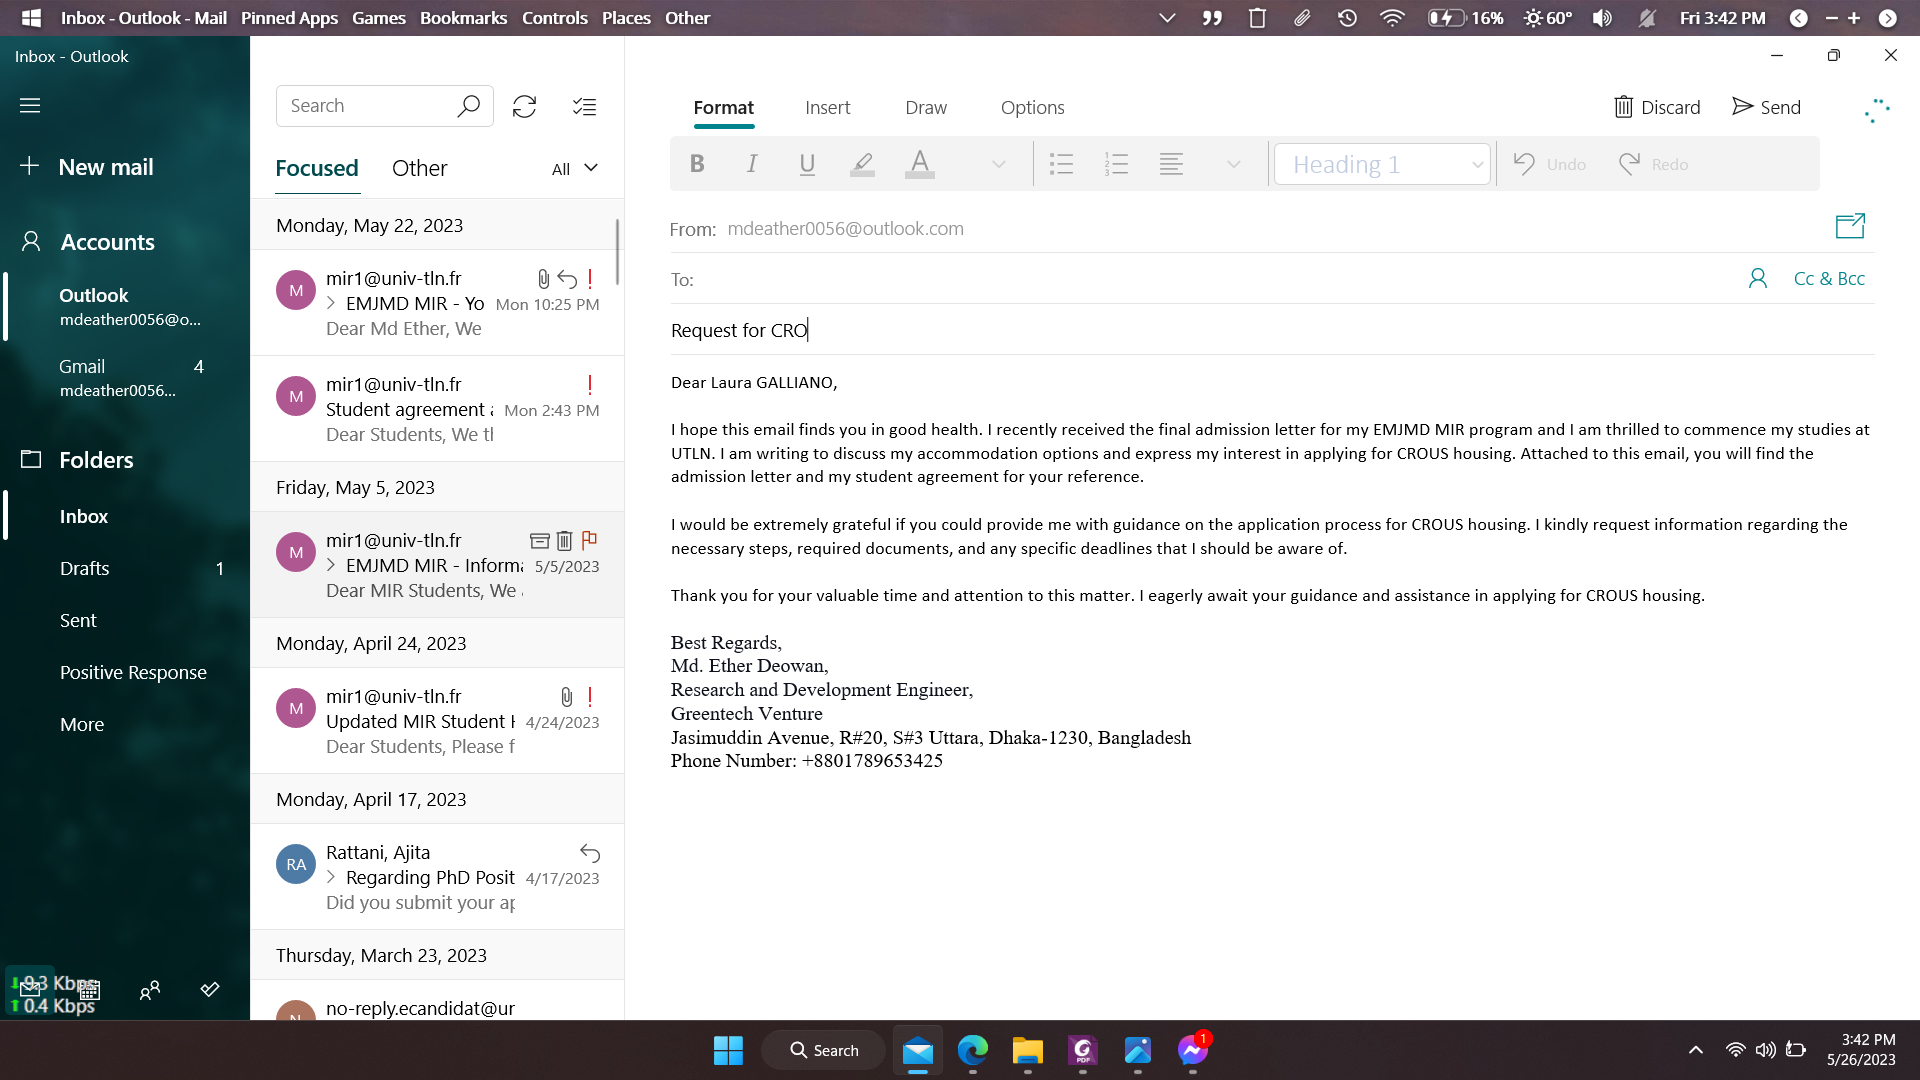 Inbox - Outlook - Mail Pinned Apps Games Bookmarks Controls Places Other
16% 60° Fri 3:42 PM
Inbox - Outlook
New mail
Accounts
Outlook
mdeather0056@o...
Gmail 4
mdeather0056...
Folders
Inbox
Drafts 1
Sent
Positive Response
More
9.3 Kbps
0.4 Kbps
Search
Focused Other All
Monday, May 22, 2023
M
mir1@univ-tln.fr
EMJMD MIR - Yo Mon 10:25 PM
Dear Md Ether, We
M
mir1@univ-tln.fr
Student agreement Mon 2:43 PM
Dear Students, We
Friday, May 5, 2023
M
mir1@univ-tln.fr
EMJMD MIR - Inform 5/5/2023
Dear MIR Students, We
Monday, April 24, 2023
M
mir1@univ-tln.fr
Updated MIR Student 4/24/2023
Dear Students, Please f
Monday, April 17, 2023
RA
Rattani, Ajita
Regarding PhD Posit 4/17/2023
Did you submit your
Thursday, March 23, 2023
no-reply.ecandidat@ur
Format Insert Draw Options Discard Send
B I U A Heading 1 Undo Redo
From: mdeather0056@outlook.com
To: Cc & Bcc
Request for CRO
Dear Laura GALLIANO,
I hope this email finds you in good health. I recently received the final admission letter for my EMJMD MIR program and I am thrilled to commence my studies at
UTLN. I am writing to discuss my accommodation options and express my interest in applying for CROUS housing. Attached to this email, you will find the
admission letter and my student agreement for your reference.
I would be extremely grateful if you could provide me with guidance on the application process for CROUS housing. I kindly request information regarding the
necessary steps, required documents, and any specific deadlines that I should be aware of.
Thank you for your valuable time and attention to this matter. I eagerly await your guidance and assistance in applying for CROUS housing.
Best Regards,
Md. Ether Deowan,
Research and Development Engineer,
Greentech Venture
Jasimuddin Avenue, R#20, S#3 Uttara, Dhaka-1230, Bangladesh
Phone Number: +8801789653425
Search
PDF
1
3:42 PM
5/26/2023